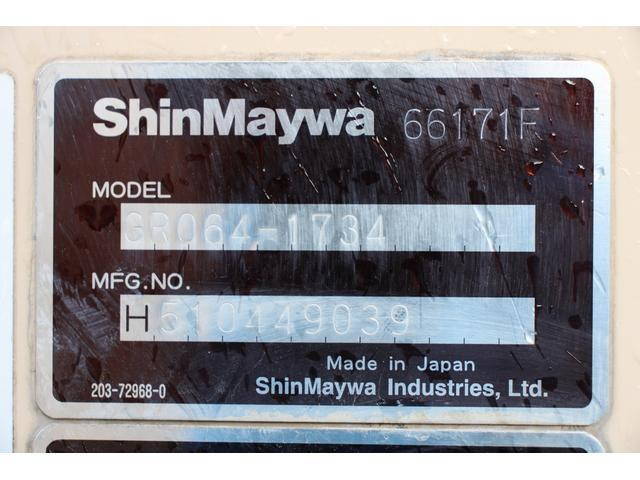 ShinMaywa 66171F
MODEL
GR064-1734
MFG.NO.
H510449039
Made in Japan
203-72968-0 ShinMaywa Industries, Ltd.